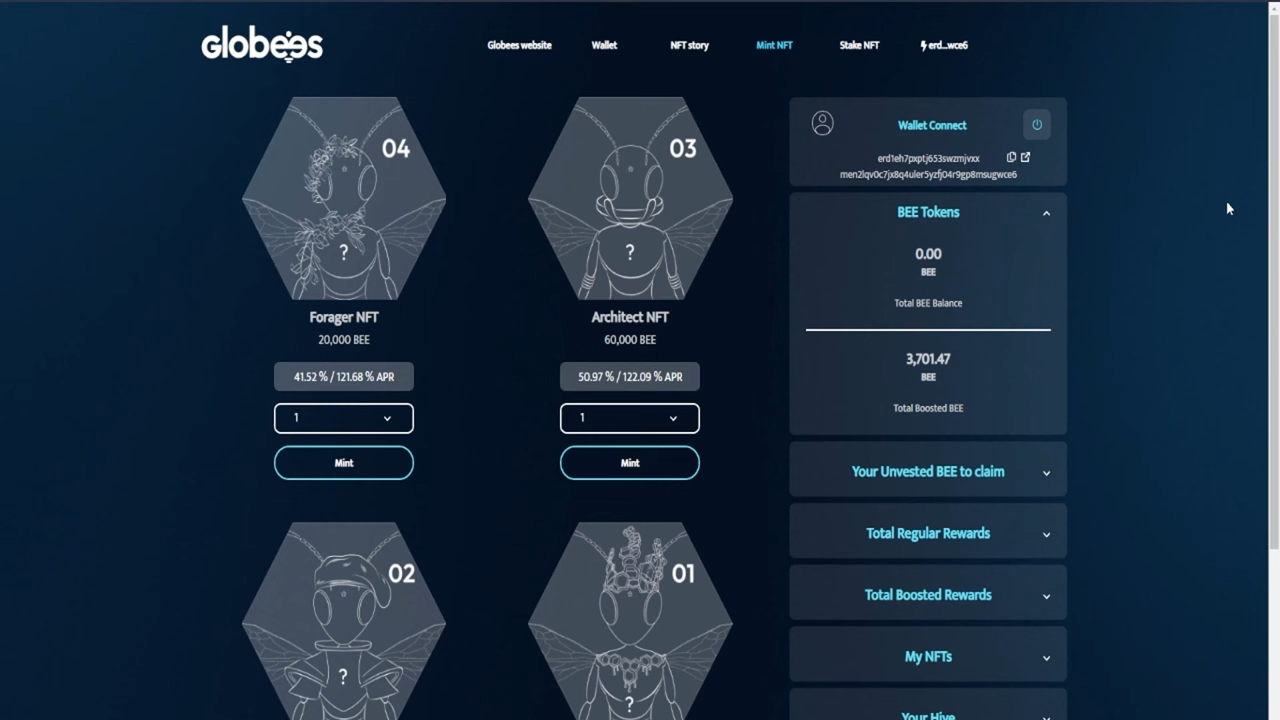 Globees
Globees website
Wallet
NFT story
Mint NFT
Stake NFT
erd...wce6
04
?
Forager NFT
20,000 BEE
41.52 % / 121.68 % APR
1
Mint
03
?
Architect NFT
60,000 BEE
50.97 % / 122.09 % APR
1
Mint
02
?
01
?
Wallet Connect
erd1eh7pxptj653swzmjvxx
men2lqv0c7jx8q4uler5yzfj04r9gp8msugwce6
BEE Tokens
0.00
BEE
Total BEE Balance
3,701.47
BEE
Total Boosted BEE
Your Unvested BEE to claim
Total Regular Rewards
Total Boosted Rewards
My NFTs
Your Hive